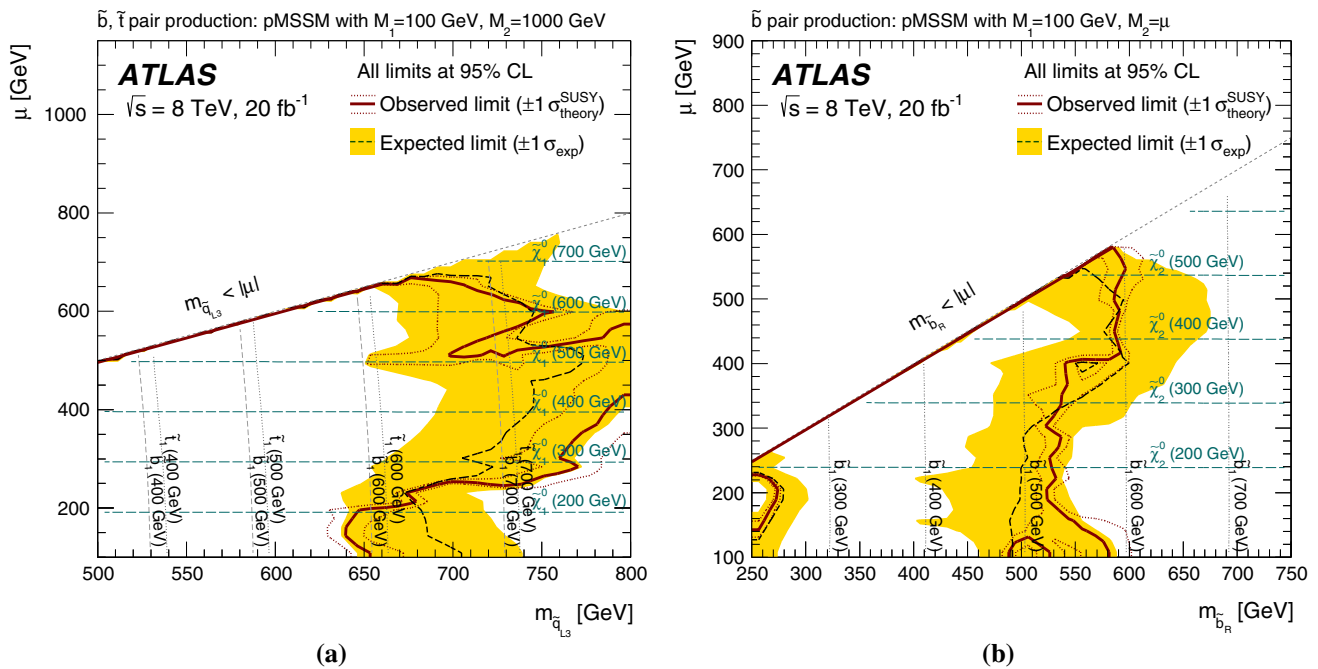 b̃, t̃ pair production: pMSSM with M₁=100 GeV, M₂=1000 GeV
μ [GeV]
ATLAS
√s = 8 TeV, 20 fb⁻¹
All limits at 95% CL
Observed limit (±1 σ^SUSY_theory)
Expected limit (±1 σ_exp)
1000
800
600
400
200
m_q̃L3 < |μ|
χ̃⁰₁ (700 GeV)
χ̃⁰₁ (600 GeV)
χ̃⁰₁ (500 GeV)
χ̃⁰₁ (400 GeV)
χ̃⁰₁ (300 GeV)
χ̃⁰₁ (200 GeV)
b̃₁ (400 GeV)
t̃₁ (400 GeV)
b̃₁ (500 GeV)
t̃₁ (500 GeV)
b̃₁ (600 GeV)
t̃₁ (600 GeV)
b̃₁ (700 GeV)
t̃₁ (700 GeV)
500 550 600 650 700 750 800
m_q̃L3 [GeV]
(a)
b̃ pair production: pMSSM with M₁=100 GeV, M₂=μ
μ [GeV]
ATLAS
√s = 8 TeV, 20 fb⁻¹
All limits at 95% CL
Observed limit (±1 σ^SUSY_theory)
Expected limit (±1 σ_exp)
900
800
700
600
500
400
300
200
100
m_b̃R < |μ|
χ̃⁰₂ (500 GeV)
χ̃⁰₂ (400 GeV)
χ̃⁰₂ (300 GeV)
χ̃⁰₂ (200 GeV)
b̃₁ (300 GeV)
b̃₁ (400 GeV)
b̃₁ (500 GeV)
b̃₁ (600 GeV)
b̃₁ (700 GeV)
250 300 350 400 450 500 550 600 650 700 750
m_b̃R [GeV]
(b)